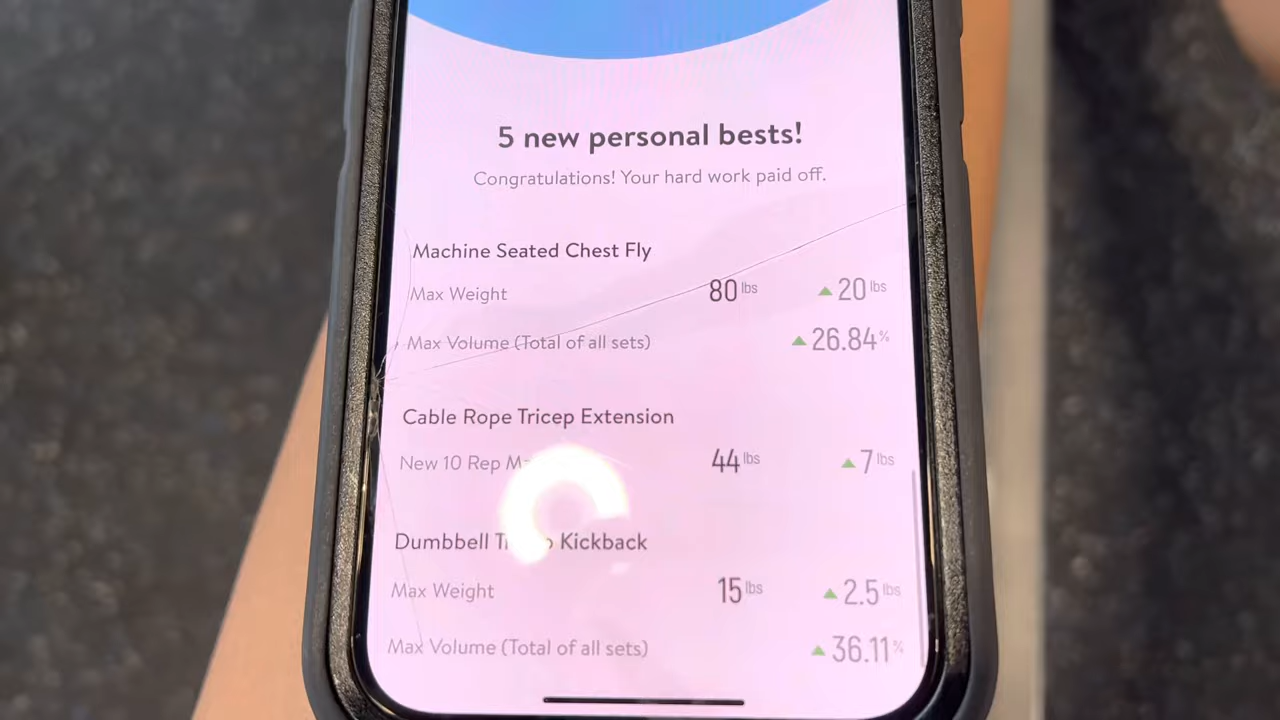 5 new personal bests!
Congratulations! Your hard work paid off.
Machine Seated Chest Fly
Max Weight 80 lbs ▲ 20 lbs
Max Volume (Total of all sets) ▲ 26.84%
Cable Rope Tricep Extension
New 10 Rep 44 lbs ▲ 7 lbs
Dumbbell Kickback
Max Weight 15 lbs ▲ 2.5 lbs
Max Volume (Total of all sets) ▲ 36.11%